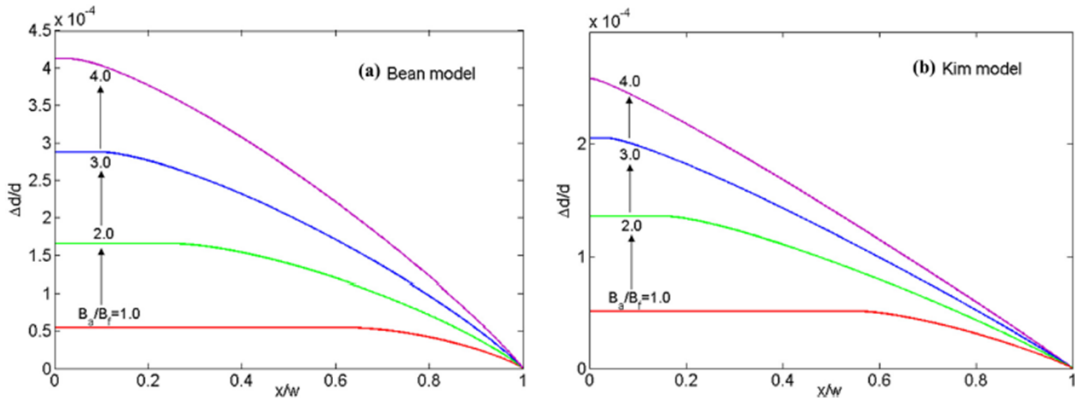 x 10⁻⁴
4.5
4
3.5
3
2.5
2
1.5
1
0.5
0
Δd/d
(a) Bean model
4.0
3.0
2.0
Bₐ/B_f=1.0
0 0.2 0.4 0.6 0.8 1
x/w
x 10⁻⁴
2
1
0
Δd/d
(b) Kim model
4.0
3.0
2.0
Bₐ/B_f=1.0
0 0.2 0.4 0.6 0.8 1
x/w